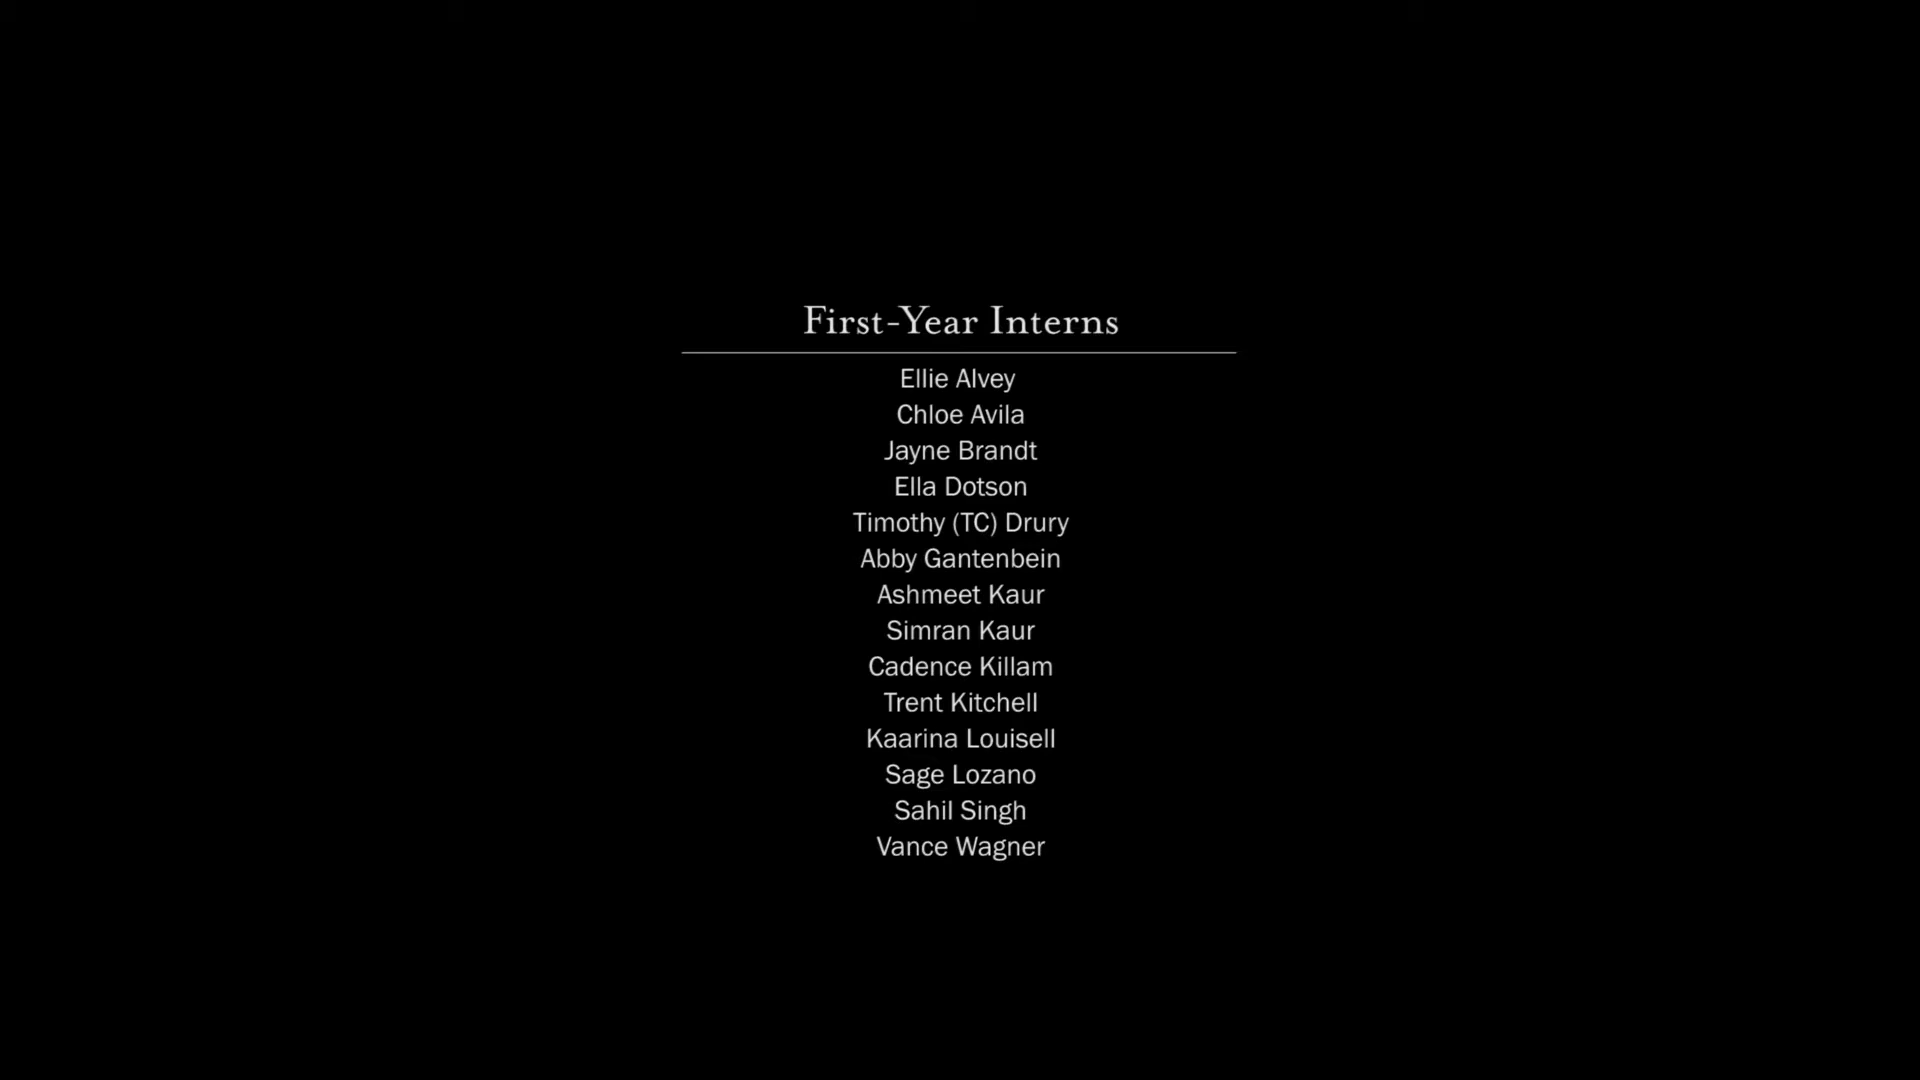 First-Year Interns
Ellie Alvey
Chloe Avila
Jayne Brandt
Ella Dotson
Timothy (TC) Drury
Abby Gantenbein
Ashmeet Kaur
Simran Kaur
Cadence Killam
Trent Kitchell
Kaarina Louisell
Sage Lozano
Sahil Singh
Vance Wagner